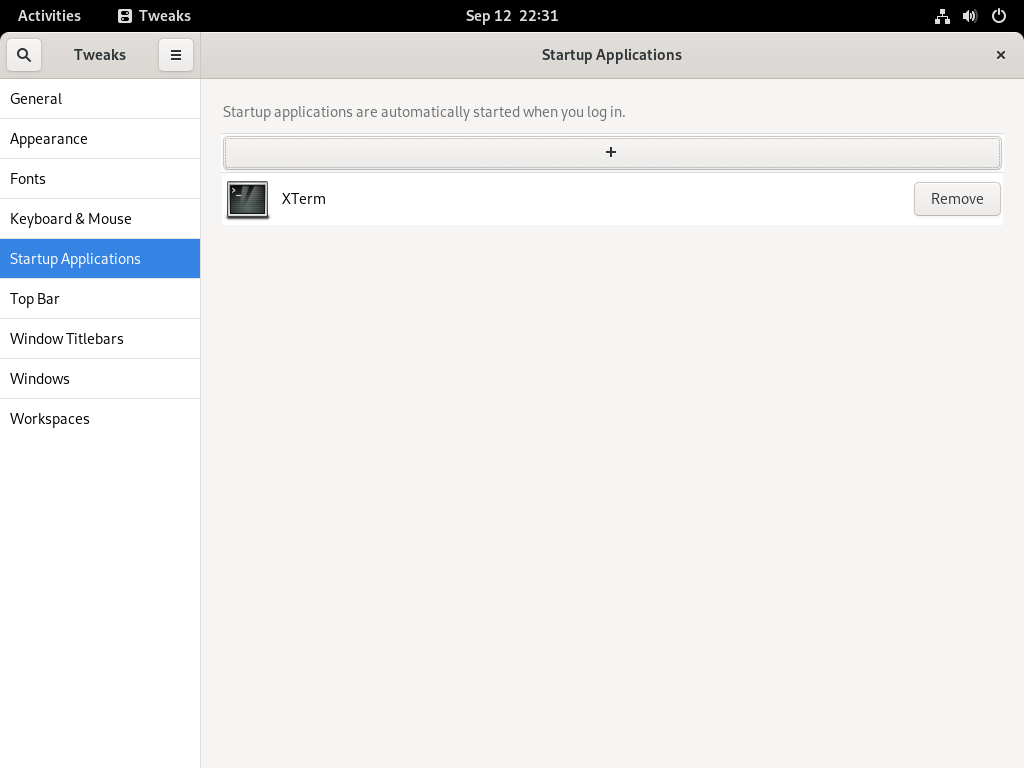 Activities
Tweaks
Sep 12 22:31
Tweaks
Startup Applications
General
Appearance
Fonts
Keyboard & Mouse
Startup Applications
Top Bar
Window Titlebars
Windows
Workspaces
Startup applications are automatically started when you log in.
+
XTerm
Remove